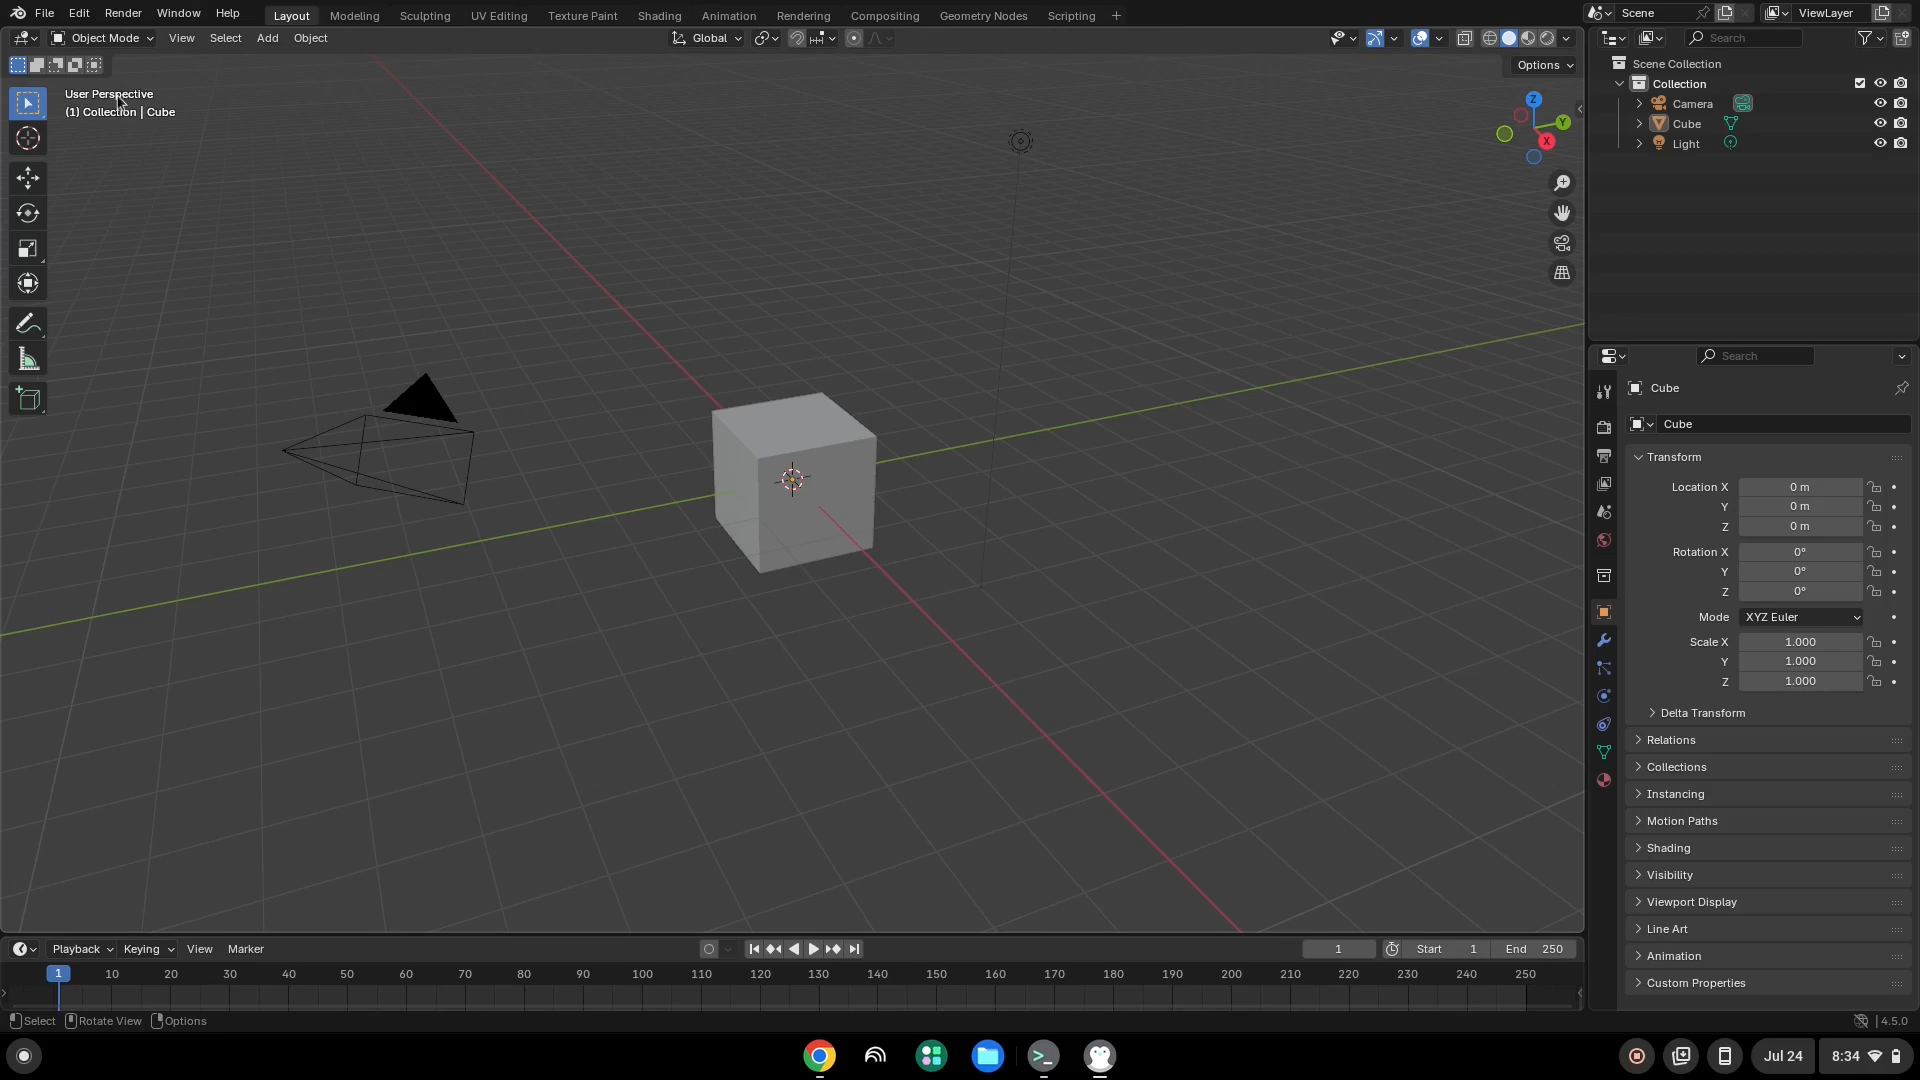 File Edit Render Window Help Layout Modeling Sculpting UV Editing Texture Paint Shading Animation Rendering Compositing Geometry Nodes Scripting + Scene ViewLayer
Object Mode View Select Add Object Global Search
Options
User Perspective
(1) Collection | Cube
Z
Y
X
Scene Collection
Collection
Camera
Cube
Light
Search
Cube
Cube
Transform
Location X 0 m
Y 0 m
Z 0 m
Rotation X 0°
Y 0°
Z 0°
Mode XYZ Euler
Scale X 1.000
Y 1.000
Z 1.000
Delta Transform
Relations
Collections
Instancing
Motion Paths
Shading
Visibility
Viewport Display
Line Art
Animation
Custom Properties
Playback Keying View Marker 1 Start 1 End 250
1 10 20 30 40 50 60 70 80 90 100 110 120 130 140 150 160 170 180 190 200 210 220 230 240 250
Select Rotate View Options 4.5.0
Jul 24 8:34